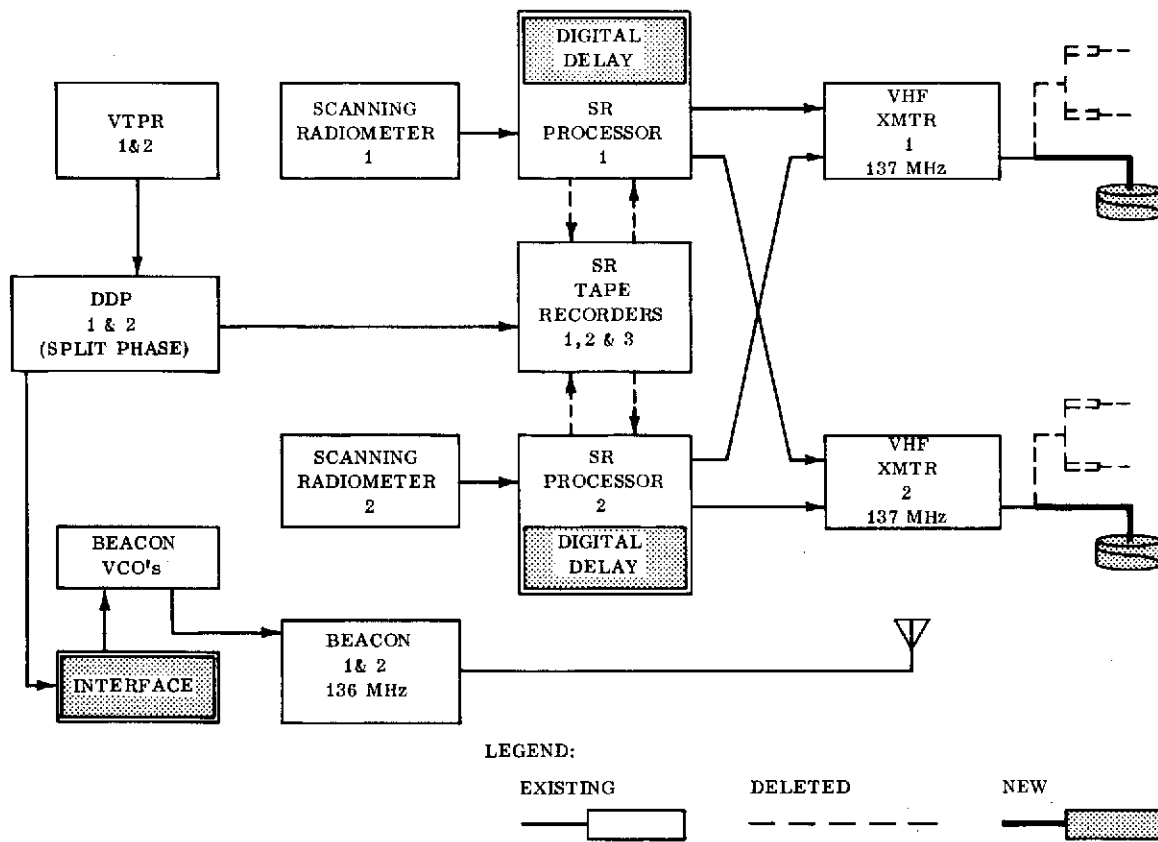 DIGITAL
DELAY
SR
PROCESSOR
1
VTPR
1&2
SCANNING
RADIOMETER
1
VHF
XMTR
1
137 MHz
DDP
1 & 2
(SPLIT PHASE)
SR
TAPE
RECORDERS
1,2 & 3
SCANNING
RADIOMETER
2
SR
PROCESSOR
2
DIGITAL
DELAY
VHF
XMTR
2
137 MHz
BEACON
VCO's
INTERFACE
BEACON
1& 2
136 MHz
LEGEND:
EXISTING
DELETED
NEW